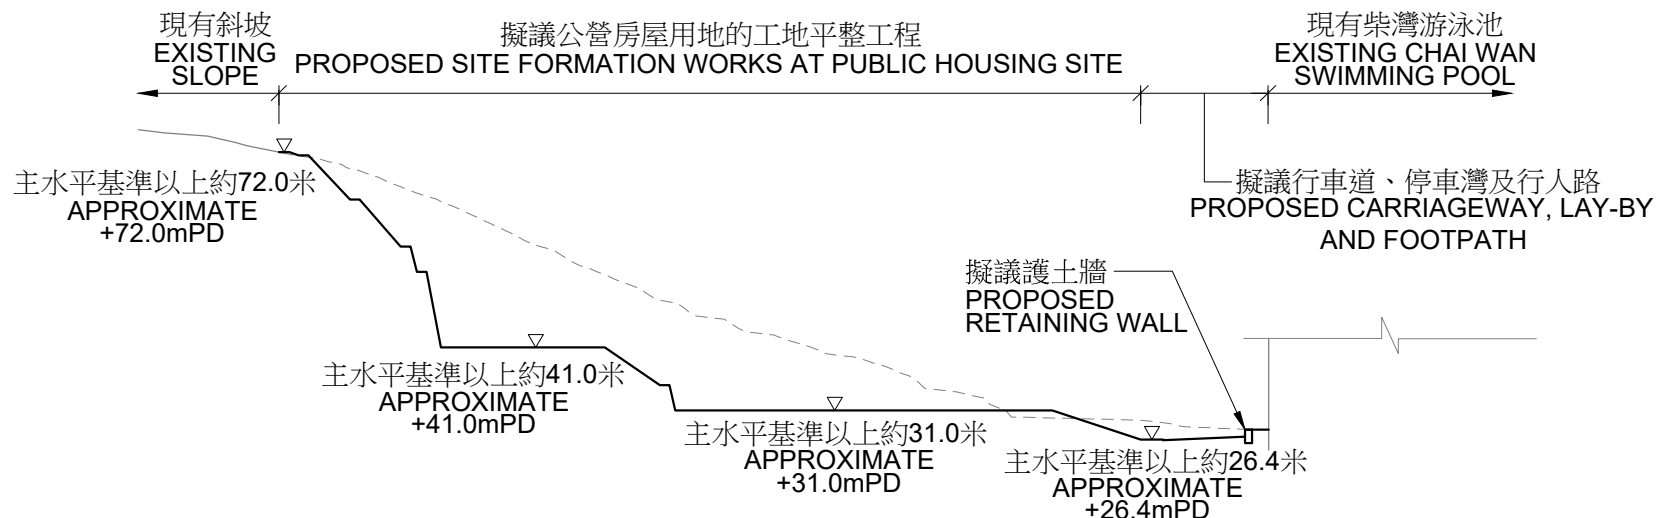 現有斜坡
EXISTING
SLOPE
擬議公營房屋用地的工地平整工程
PROPOSED SITE FORMATION WORKS AT PUBLIC HOUSING SITE
現有柴灣游泳池
EXISTING CHAI WAN
SWIMMING POOL
主水平基準以上約72.0米
APPROXIMATE
+72.0mPD
擬議行車道、停車灣及行人路
PROPOSED CARRIAGEWAY, LAY-BY
AND FOOTPATH
擬議護土牆
PROPOSED
RETAINING WALL
主水平基準以上約41.0米
APPROXIMATE
+41.0mPD
主水平基準以上約31.0米
APPROXIMATE
+31.0mPD
主水平基準以上約26.4米
APPROXIMATE
+26.4mPD